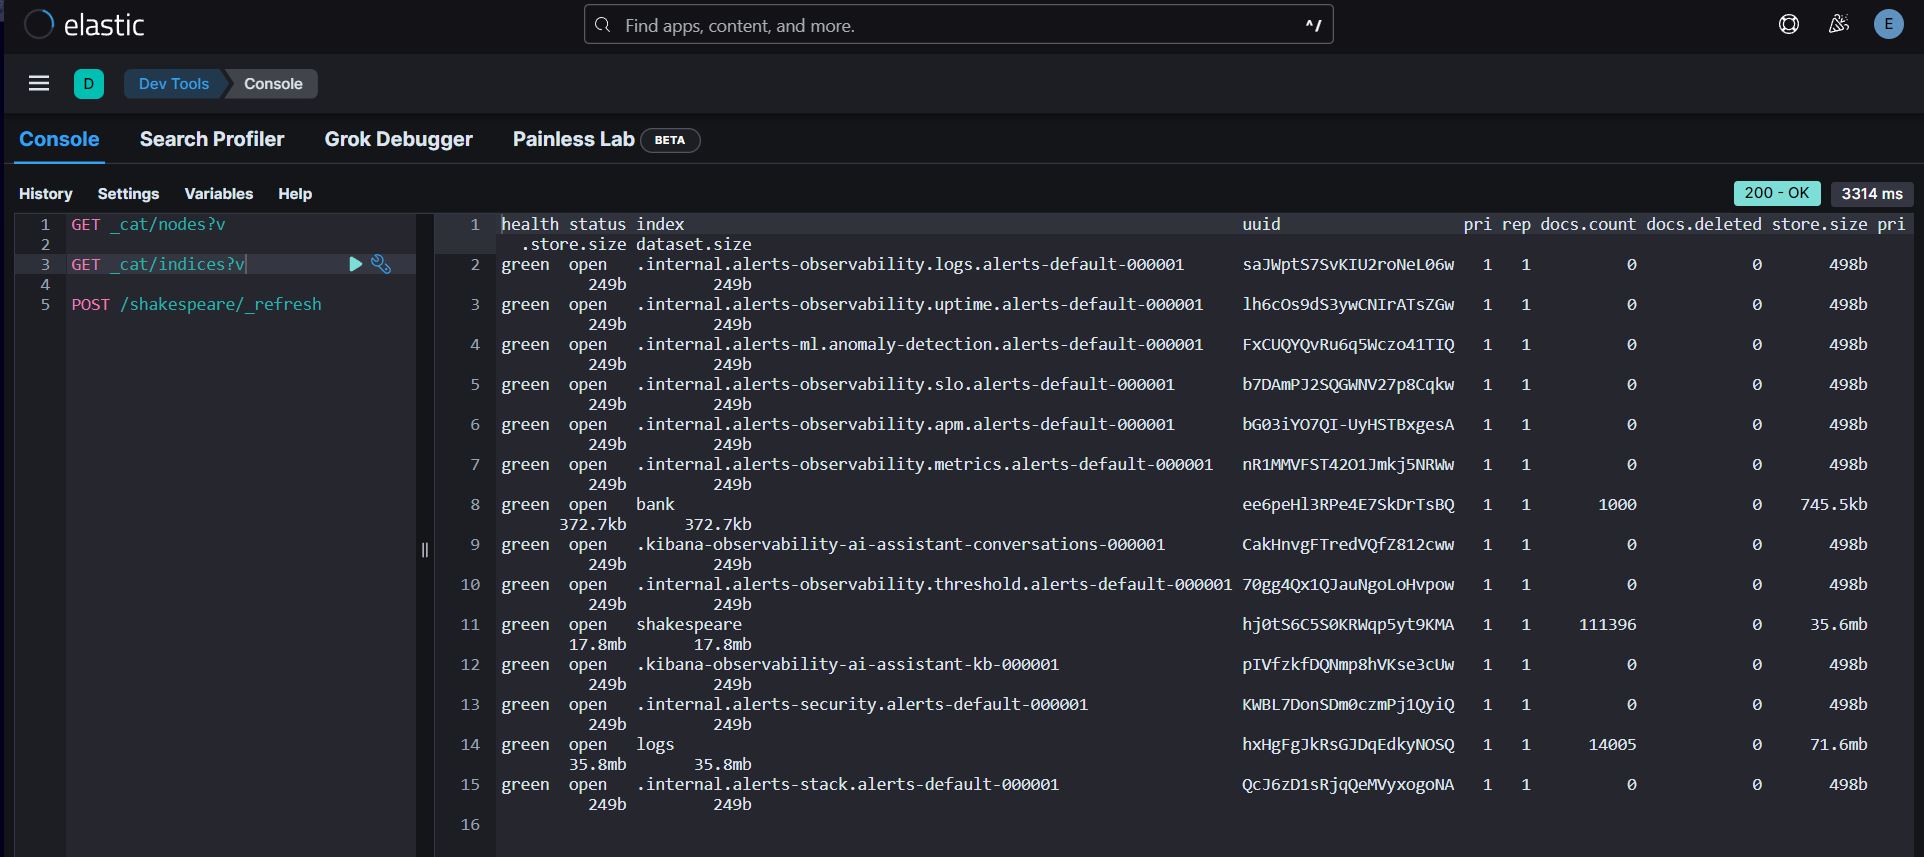 elastic
Find apps, content, and more.
^/
E
D
Dev Tools
Console
Console
Search Profiler
Grok Debugger
Painless Lab
BETA
History
Settings
Variables
Help
200 - OK
3314 ms
1 GET _cat/nodes?v
2
3 GET _cat/indices?v
4
5 POST /shakespeare/_refresh
1 health status index uuid pri rep docs.count docs.deleted store.size pri
.store.size dataset.size
2 green open .internal.alerts-observability.logs.alerts-default-000001 saJWptS7SvKIU2roNeL06w 1 1 0 0 498b
249b 249b
3 green open .internal.alerts-observability.uptime.alerts-default-000001 lh6cOs9dS3ywCNIrATsZGw 1 1 0 0 498b
249b 249b
4 green open .internal.alerts-ml.anomaly-detection.alerts-default-000001 FxCUQYQvRu6q5Wczo41TIQ 1 1 0 0 498b
249b 249b
5 green open .internal.alerts-observability.slo.alerts-default-000001 b7DAmPJ2SQGWNV27p8Cqkw 1 1 0 0 498b
249b 249b
6 green open .internal.alerts-observability.apm.alerts-default-000001 bG03iYO7QI-UyHSTBxgesA 1 1 0 0 498b
249b 249b
7 green open .internal.alerts-observability.metrics.alerts-default-000001 nR1MMVFST42O1Jmkj5NRWw 1 1 0 0 498b
249b 249b
8 green open bank ee6peHl3RPe4E7SkDrTsBQ 1 1 1000 0 745.5kb
372.7kb 372.7kb
9 green open .kibana-observability-ai-assistant-conversations-000001 CakHnvgFTredVQfZ812cww 1 1 0 0 498b
249b 249b
10 green open .internal.alerts-observability.threshold.alerts-default-000001 70gg4Qx1QJauNgoLoHvpow 1 1 0 0 498b
249b 249b
11 green open shakespeare hj0tS6C5S0KRWqp5yt9KMA 1 1 111396 0 35.6mb
17.8mb 17.8mb
12 green open .kibana-observability-ai-assistant-kb-000001 pIVfzkfDQNmp8hVKse3cUw 1 1 0 0 498b
249b 249b
13 green open .internal.alerts-security.alerts-default-000001 KWBL7DonSDm0czmPj1QyiQ 1 1 0 0 498b
249b 249b
14 green open logs hxHgFgJkRsGJDqEdkyNOSQ 1 1 14005 0 71.6mb
35.8mb 35.8mb
15 green open .internal.alerts-stack.alerts-default-000001 QcJ6zD1sRjqQeMVyxogoNA 1 1 0 0 498b
249b 249b
16